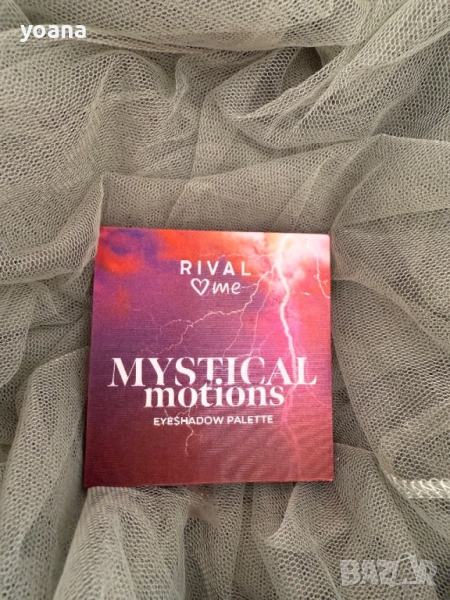 yoana
RIVAL
♡me
MYSTICAL
motions
EYESHADOW PALETTE
BAZAR